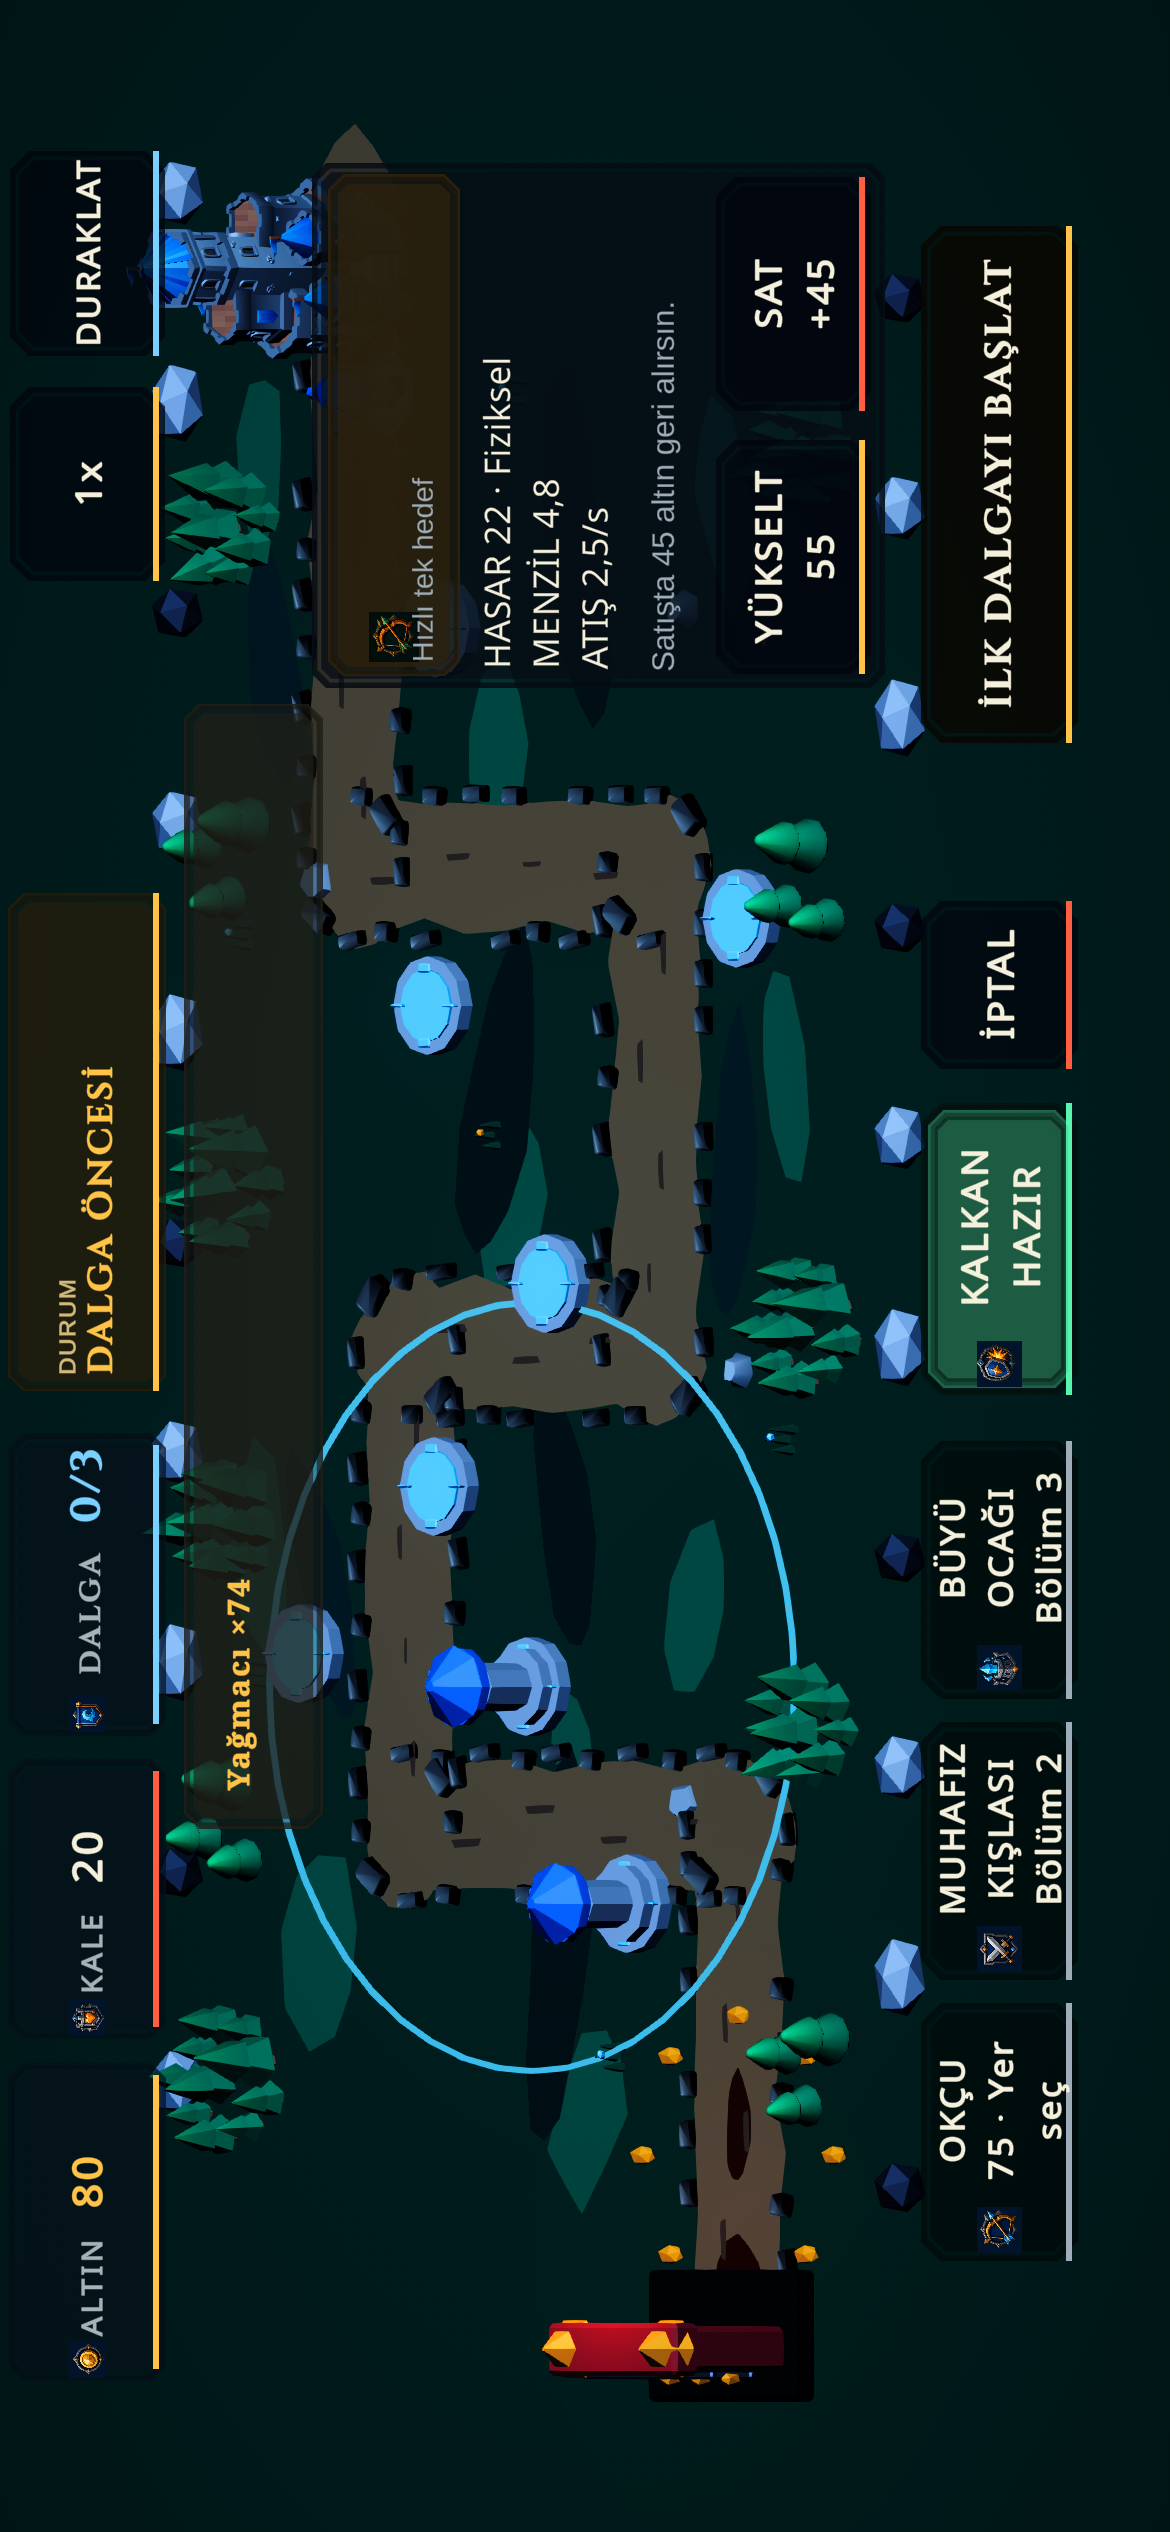 ALTIN 80
KALE 20
DALGA 0/3
DURUM
DALGA ÖNCESİ
1x
DURAKLAT
Yağmacı ×74
Hızlı tek hedef
HASAR 22 · Fiziksel
MENZİL 4,8
ATIŞ 2,5/s
Satışta 45 altın geri alırsın.
YÜKSELT
55
SAT
+45
OKÇU
75 · Yer
seç
MUHAFIZ
KIŞLASI
Bölüm 2
BÜYÜ
OCAĞI
Bölüm 3
KALKAN
HAZIR
İPTAL
İLK DALGAYI BAŞLAT